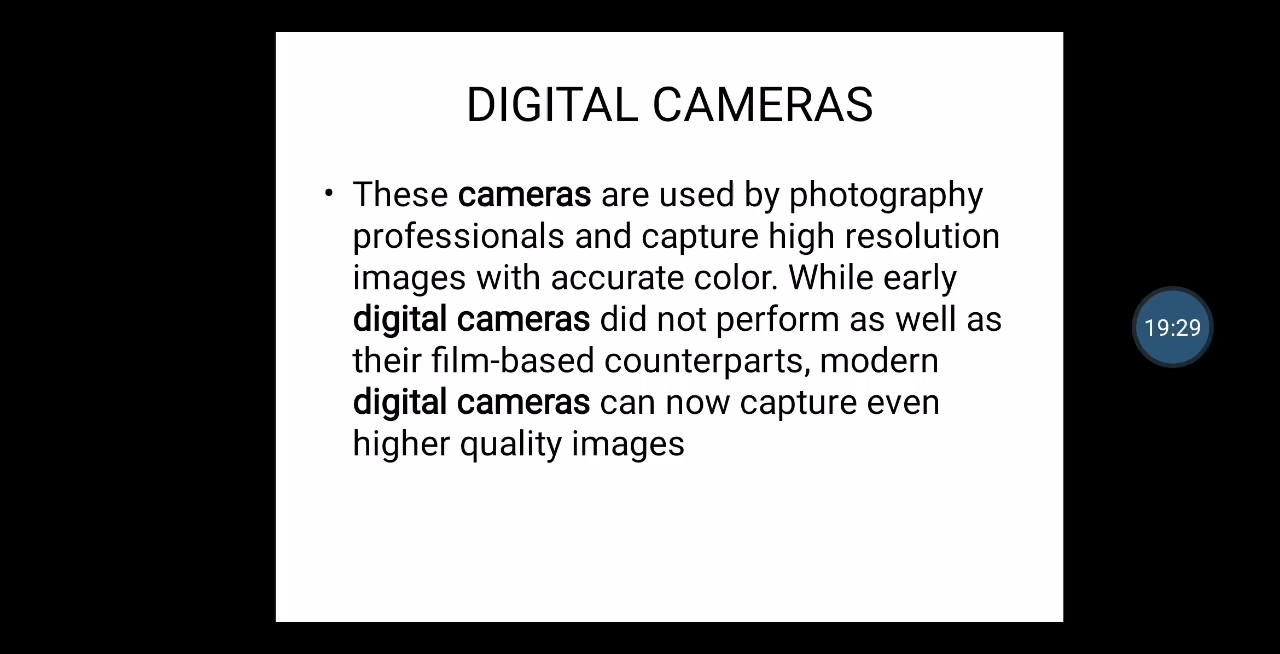 DIGITAL CAMERAS
• These cameras are used by photography
professionals and capture high resolution
images with accurate color. While early
digital cameras did not perform as well as
their film-based counterparts, modern
digital cameras can now capture even
higher quality images
19:29